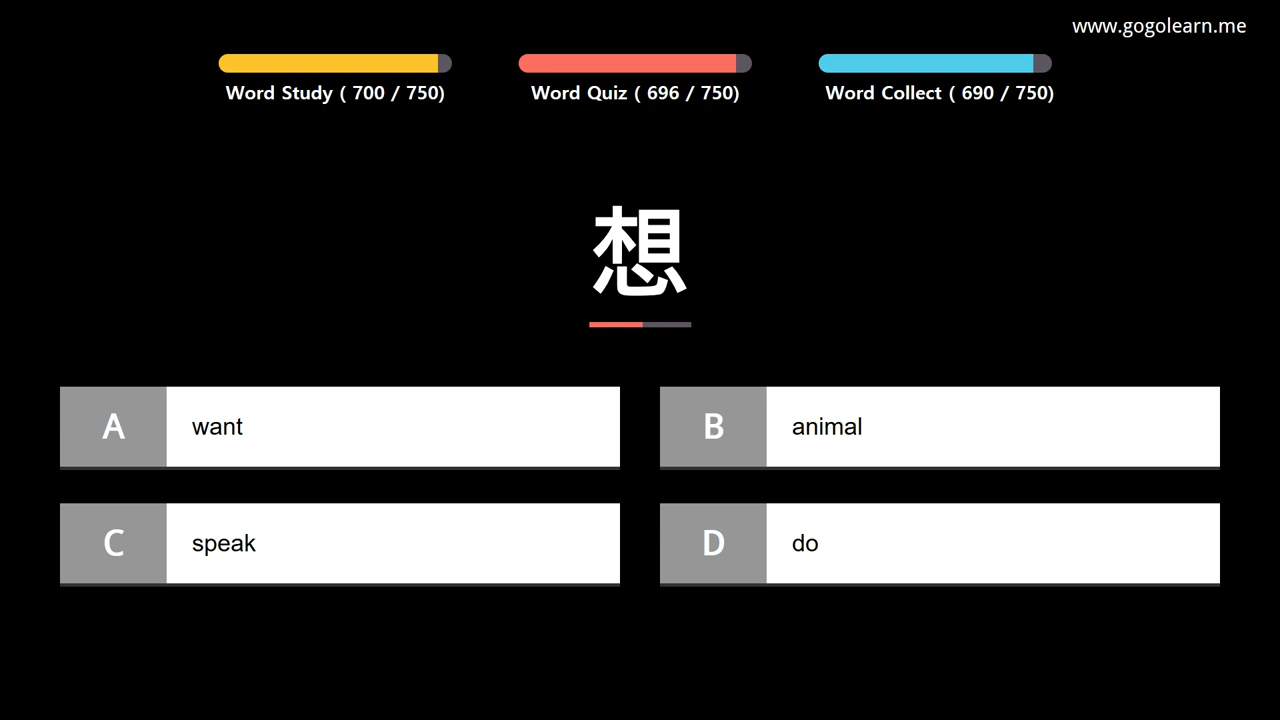 www.gogolearn.me
Word Study ( 700 / 750)
Word Quiz ( 696 / 750)
Word Collect ( 690 / 750)
想
A want
B animal
C speak
D do